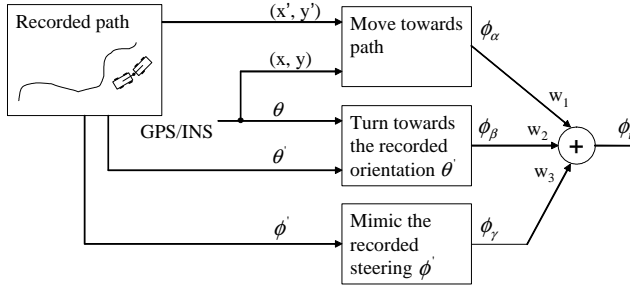 Recorded path
(x', y')
Move towards
path
ϕα
(x, y)
w1
GPS/INS
θ
Turn towards
the recorded
orientation θ'
ϕβ
w2
+
θ'
w3
ϕ'
Mimic the
recorded
steering ϕ'
ϕγ